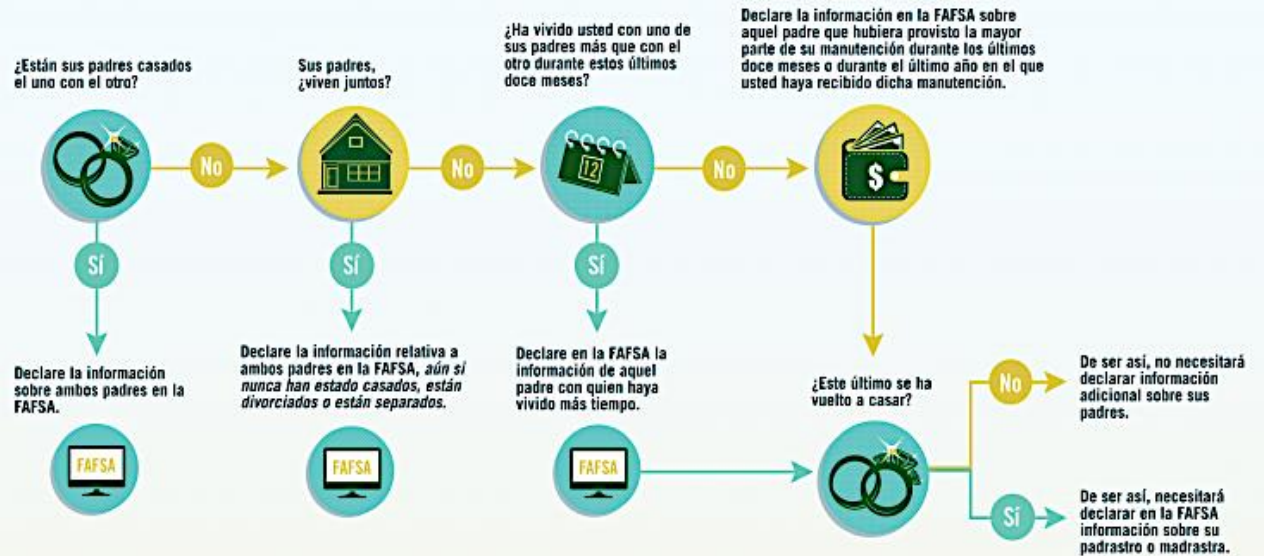 ¿Están sus padres casados
el uno con el otro?
No
Sí
Declare la información
sobre ambos padres en la
FAFSA.
FAFSA
Sus padres,
¿viven juntos?
No
Sí
Declare la información relativa a
ambos padres en la FAFSA, aún si
nunca han estado casados, están
divorciados o están separados.
FAFSA
¿Ha vivido usted con uno de
sus padres más que con el
otro durante estos últimos
doce meses?
12
No
Sí
Declare en la FAFSA la
información de aquel
padre con quien haya
vivido más tiempo.
FAFSA
Declare la información en la FAFSA sobre
aquel padre que hubiera provisto la mayor
parte de su manutención durante los últimos
doce meses o durante el último año en el que
usted haya recibido dicha manutención.
$
¿Este último se ha
vuelto a casar?
No
De ser así, no necesitará
declarar información
adicional sobre sus
padres.
Sí
De ser así, necesitará
declarar en la FAFSA
información sobre su
padrastro o madrastra.